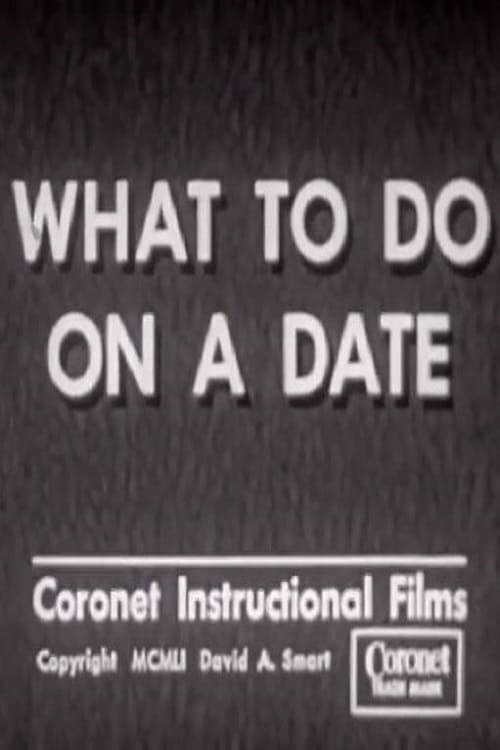 WHAT TO DO
ON A DATE
Coronet Instructional Films
Copyright MCMLI David A. Smart
Coronet
TRADE MARK